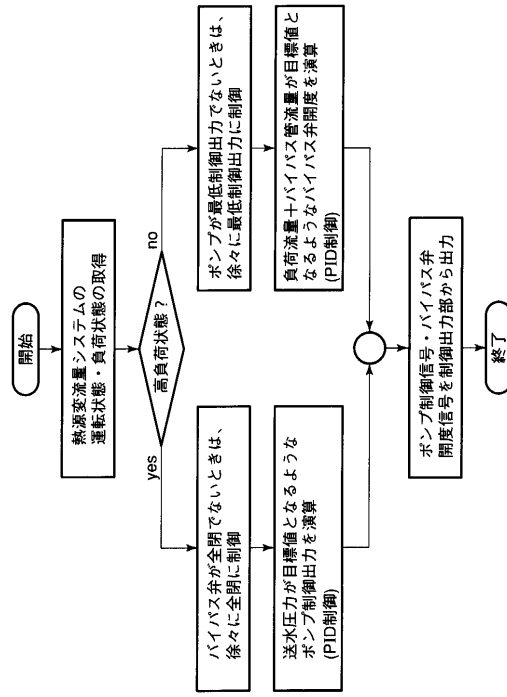 開始
熱源変流量システムの
運転状態・負荷状態の取得
高負荷状態？
yes
no
バイパス弁が全閉でないときは、
徐々に全閉に制御
送水圧力が目標値となるような
ポンプ制御出力を演算
(PID制御)
ポンプが最低制御出力でないときは、
徐々に最低制御出力に制御
負荷流量＋バイパス管流量が目標値と
なるようなバイパス弁開度を演算
(PID制御)
ポンプ制御信号・バイパス弁
開度信号を制御出力部から出力
終了